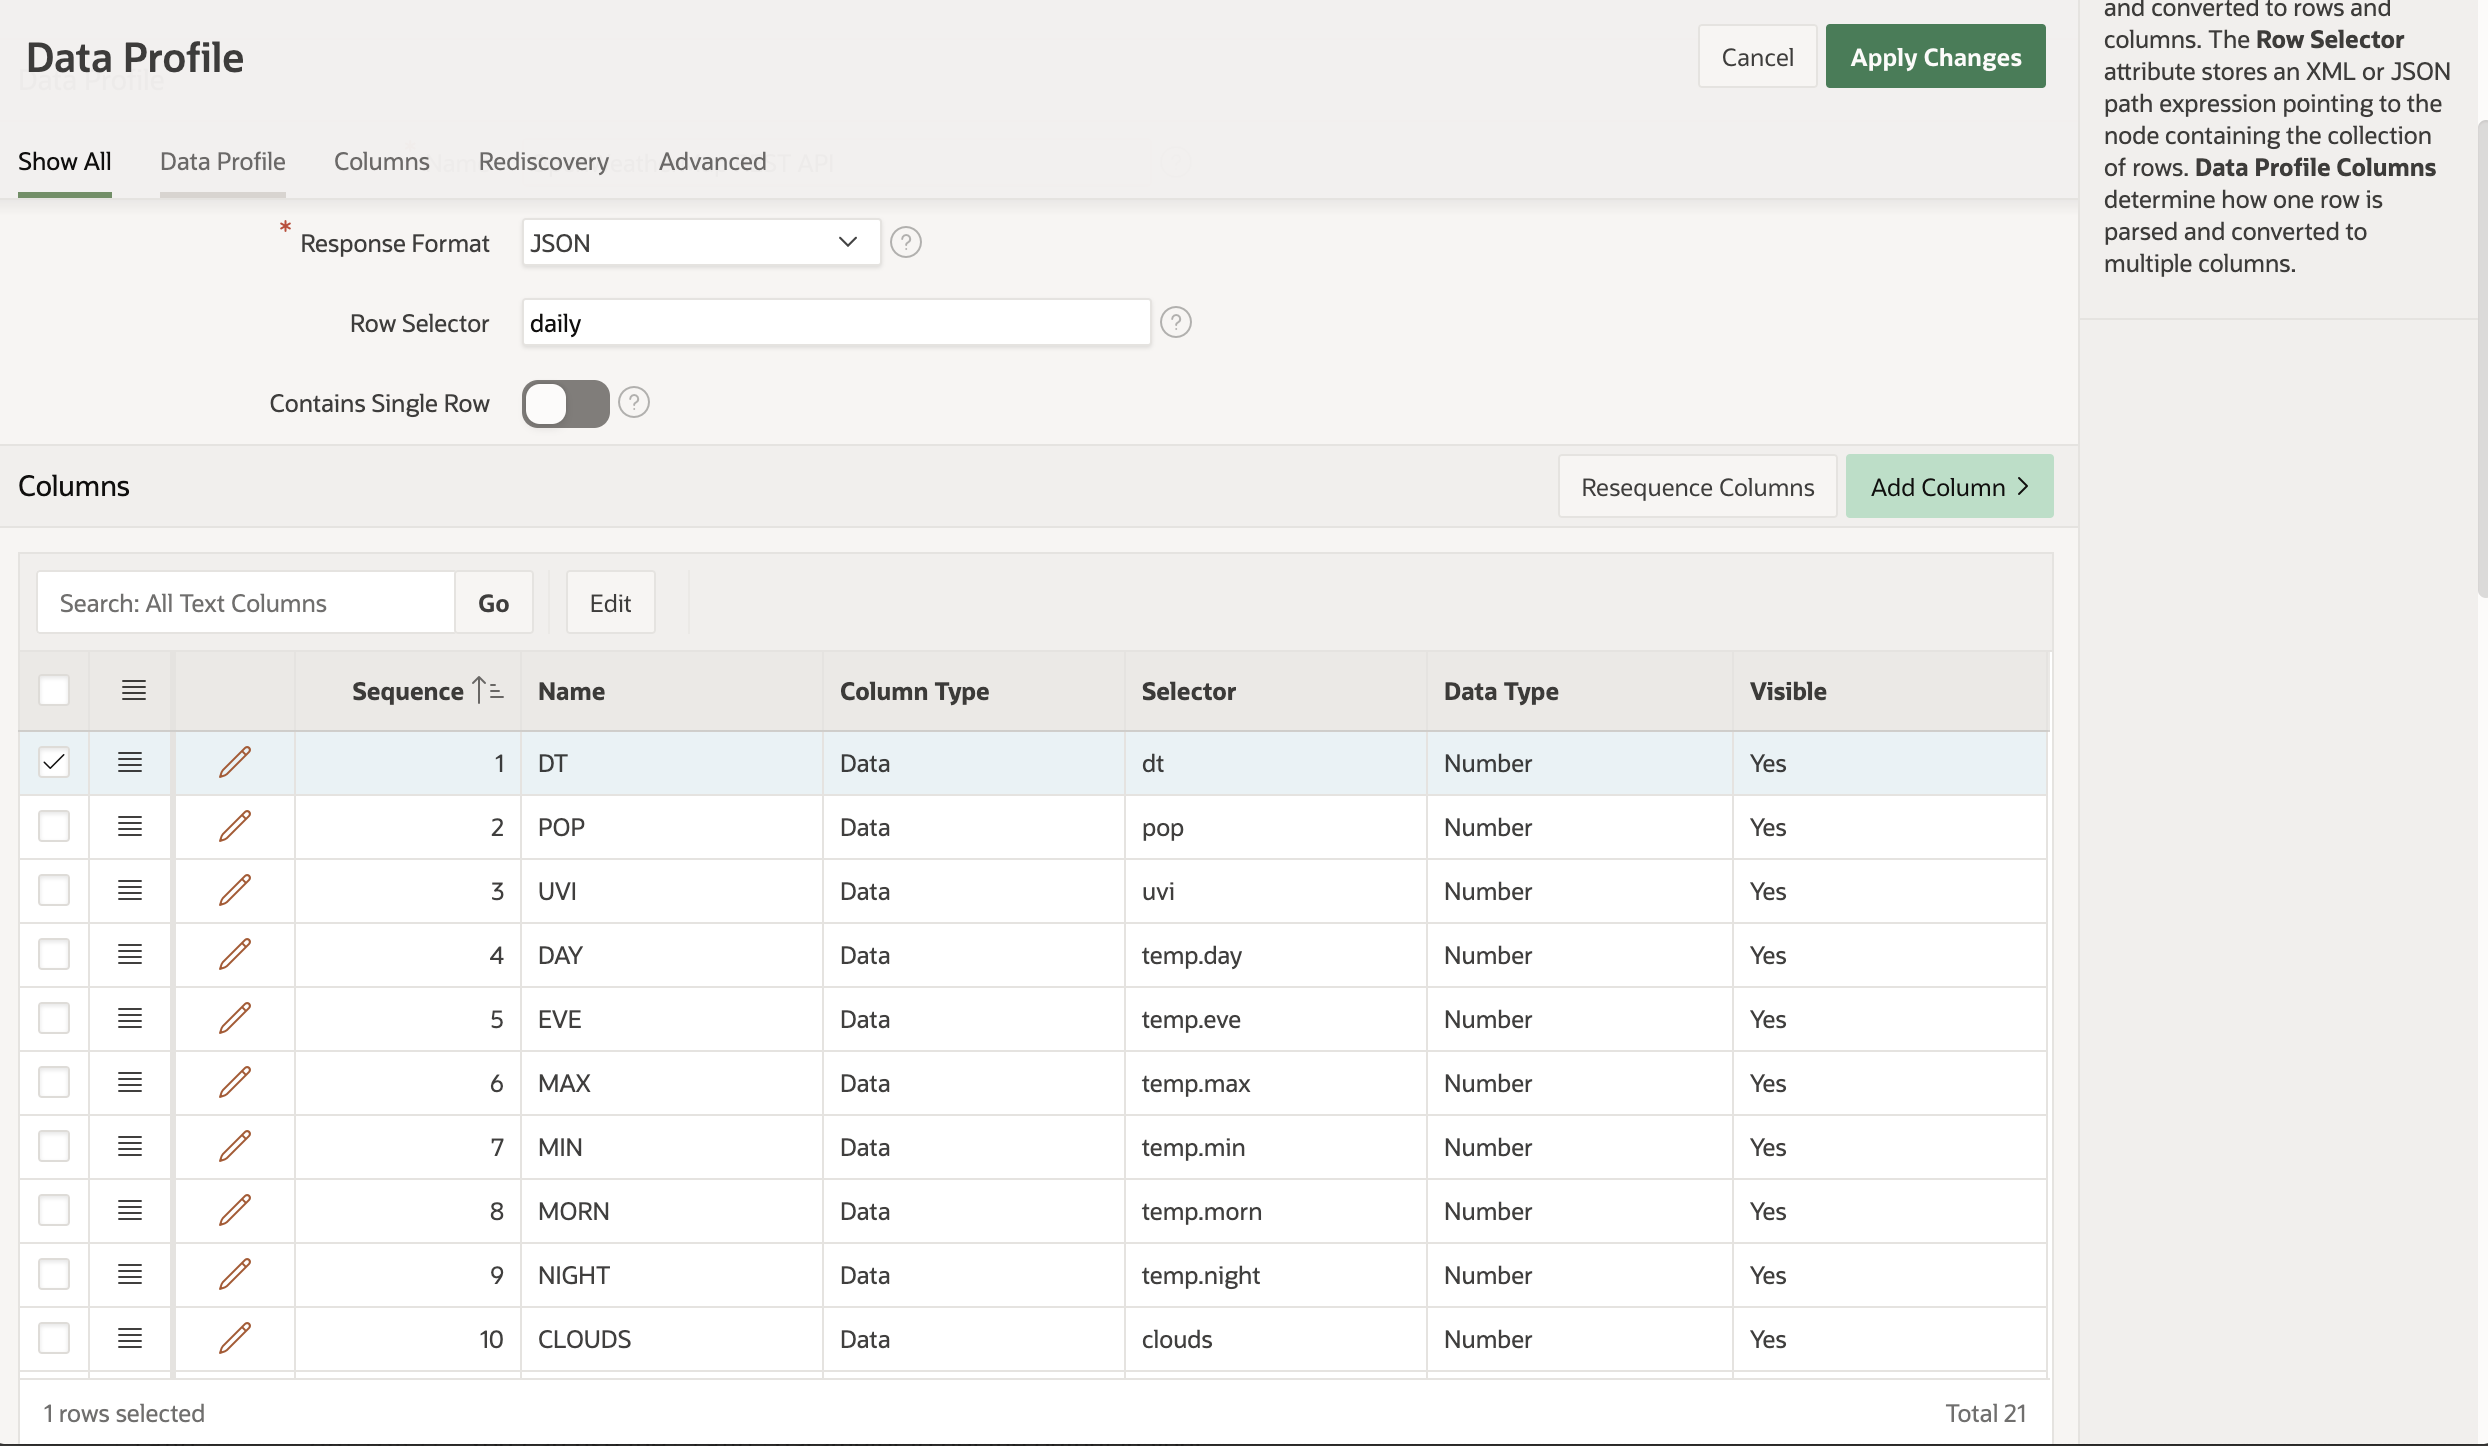 Data Profile
Cancel
Apply Changes
Show All
Data Profile
Columns
Rediscovery
Advanced
and converted to rows and
columns. The Row Selector
attribute stores an XML or JSON
path expression pointing to the
node containing the collection
of rows. Data Profile Columns
determine how one row is
parsed and converted to
multiple columns.
* Response Format JSON ?
Row Selector daily ?
Contains Single Row ?
Columns
Resequence Columns
Add Column >
Search: All Text Columns Go Edit
Sequence Name Column Type Selector Data Type Visible
1 DT Data dt Number Yes
2 POP Data pop Number Yes
3 UVI Data uvi Number Yes
4 DAY Data temp.day Number Yes
5 EVE Data temp.eve Number Yes
6 MAX Data temp.max Number Yes
7 MIN Data temp.min Number Yes
8 MORN Data temp.morn Number Yes
9 NIGHT Data temp.night Number Yes
10 CLOUDS Data clouds Number Yes
1 rows selected
Total 21